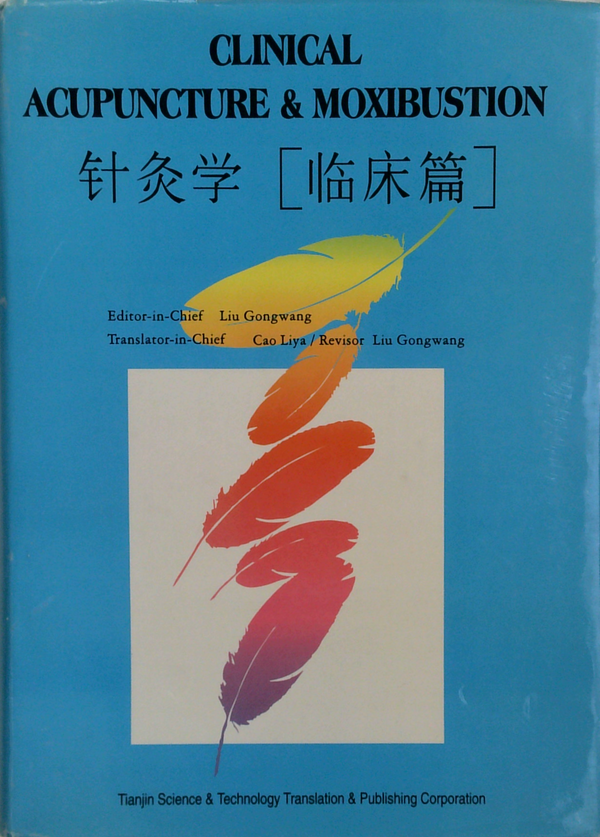 CLINICAL
ACUPUNCTURE & MOXIBUSTION
针灸学 [临床篇]
Editor-in-Chief Liu Gongwang
Translator-in-Chief Cao Liya / Revisor Liu Gongwang
Tianjin Science & Technology Translation & Publishing Corporation